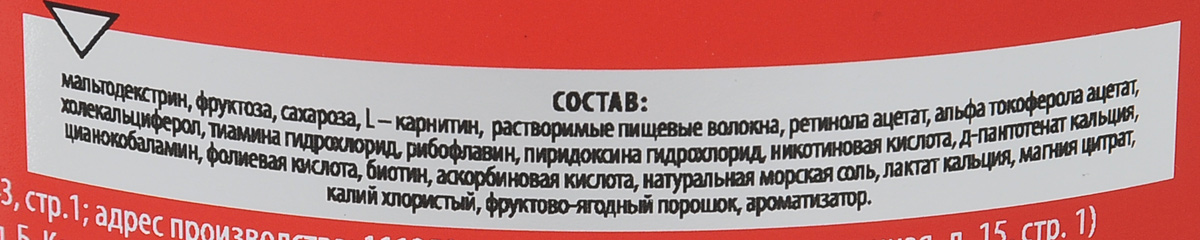 СОСТАВ:
мальтодекстрин, фруктоза, сахароза, L – карнитин, растворимые пищевые волокна, ретинола ацетат, альфа токоферола ацетат,
холекальциферол, тиамина гидрохлорид, рибофлавин, пиридоксина гидрохлорид, никотиновая кислота, д-пантотенат кальция,
цианокобаламин, фолиевая кислота, биотин, аскорбиновая кислота, натуральная морская соль, лактат кальция, магния цитрат,
калий хлористый, фруктово-ягодный порошок, ароматизатор.
3, стр.1; адрес
д. 15, стр. 1)